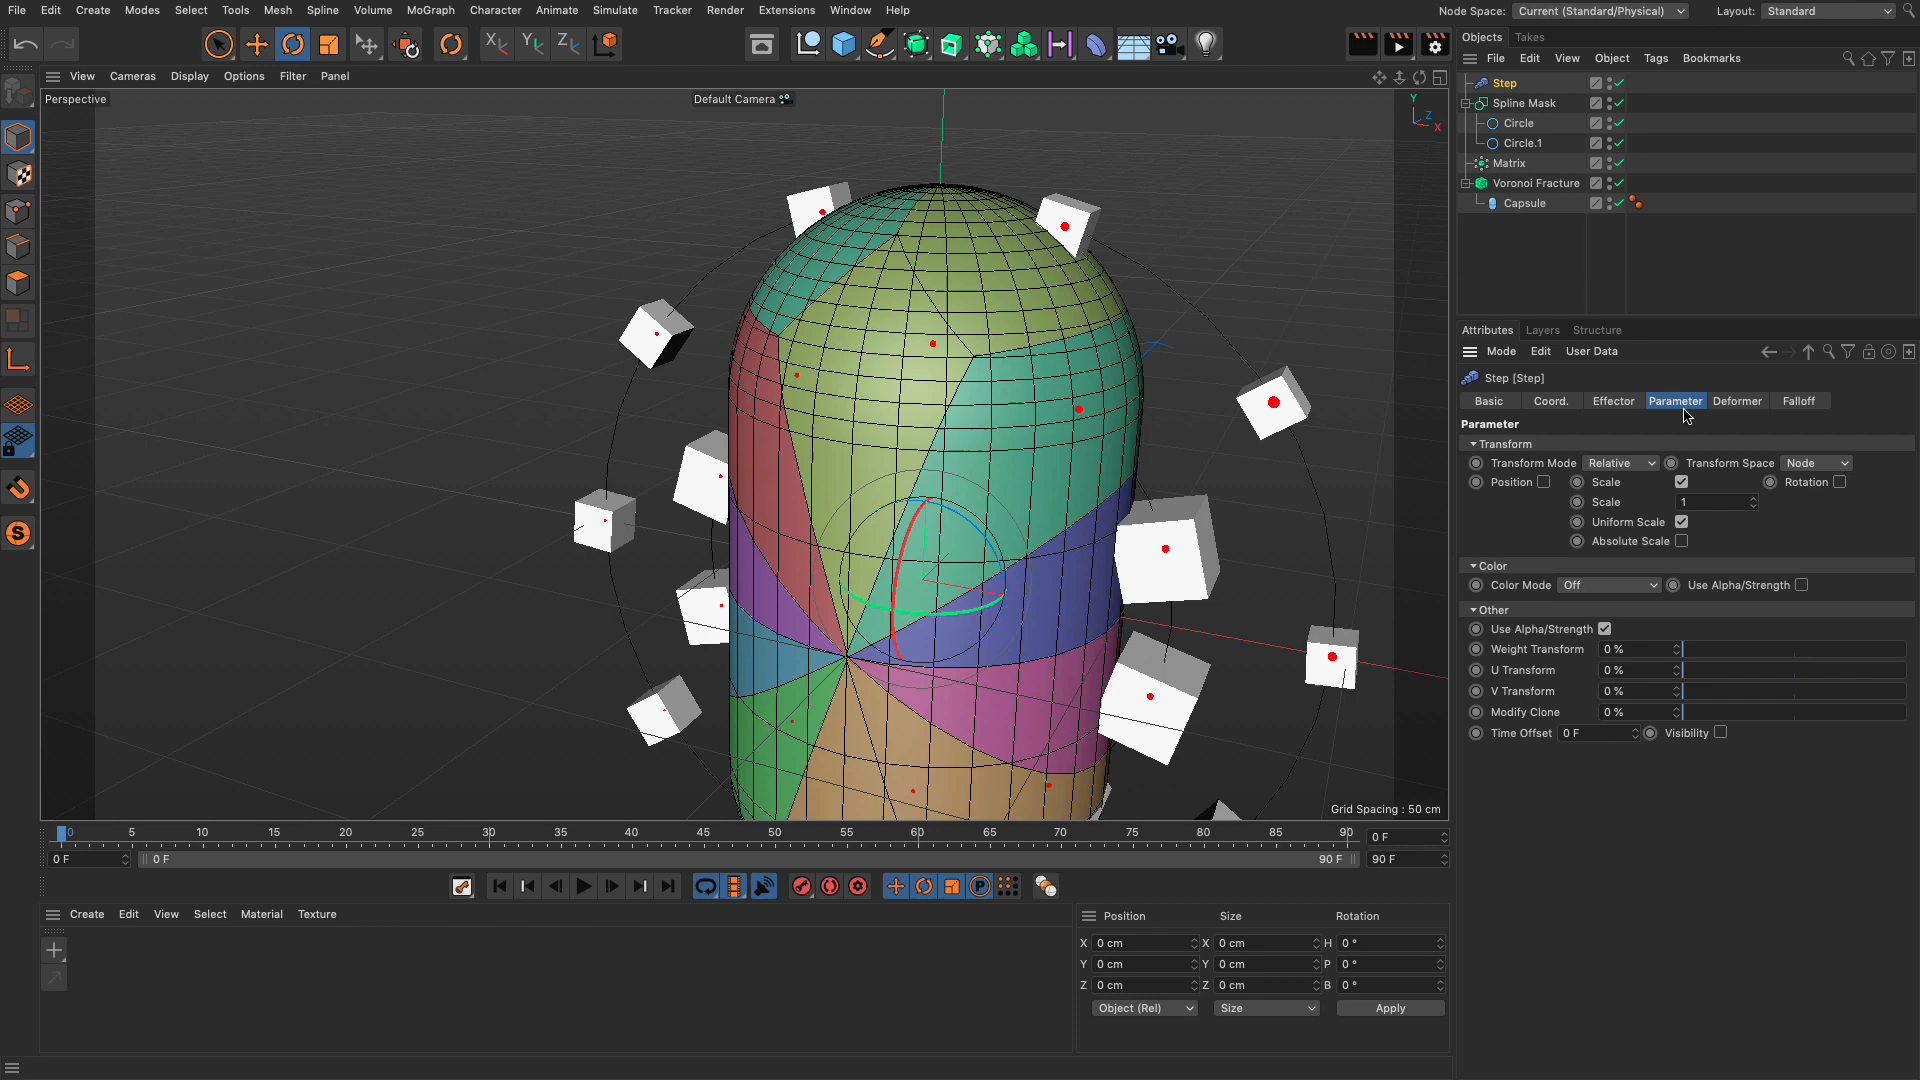 File Edit Create Modes Select Tools Mesh Spline Volume MoGraph Character Animate Simulate Tracker Render Extensions Window Help Node Space: Current (Standard/Physical) Layout: Standard
X Y Z
Objects Takes
File Edit View Object Tags Bookmarks
View Cameras Display Options Filter Panel
Perspective Default Camera
Y
Z
X
Step
Spline Mask
Circle
Circle.1
Matrix
Voronoi Fracture
Capsule
Attributes Layers Structure
Mode Edit User Data
Step [Step]
Basic Coord. Effector Parameter Deformer Falloff
Parameter
Transform
Transform Mode Relative Transform Space Node
Position Scale Rotation
Scale 1
Uniform Scale
Absolute Scale
Color
Color Mode Off Use Alpha/Strength
Other
Use Alpha/Strength
Weight Transform 0 %
U Transform 0 %
V Transform 0 %
Modify Clone 0 %
Time Offset 0 F Visibility
Grid Spacing : 50 cm
0 5 10 15 20 25 30 35 40 45 50 55 60 65 70 75 80 85 90 0 F
0 F 0 F 90 F 90 F
P
Create Edit View Select Material Texture
Position Size Rotation
X 0 cm X 0 cm H 0 °
Y 0 cm Y 0 cm P 0 °
Z 0 cm Z 0 cm B 0 °
Object (Rel) Size Apply